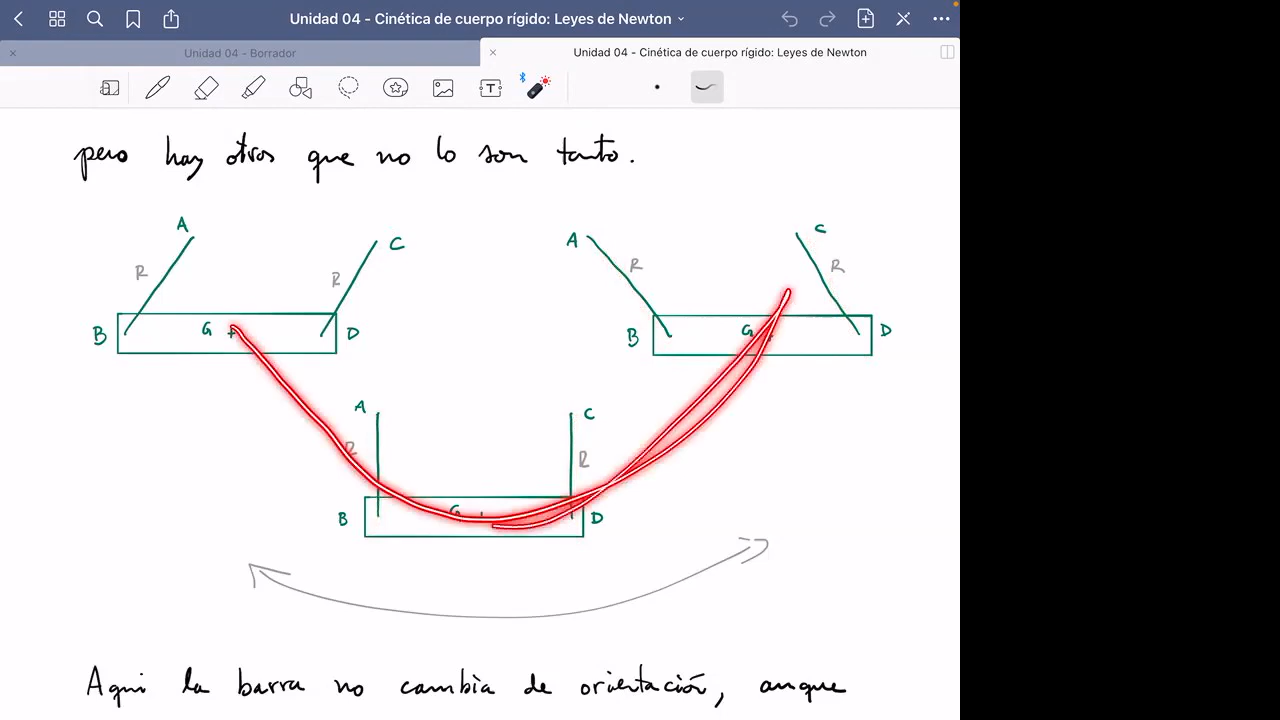 Unidad 04 - Cinética de cuerpo rígido: Leyes de Newton
Unidad 04 - Borrador
Unidad 04 - Cinética de cuerpo rígido: Leyes de Newton
T
pero hay otros que no lo son tanto.
A
C
R
R
B
G
D
A
C
R
R
B
G
D
A
C
R
R
B
G
D
Aqui la barra no cambia de orientación, aunque